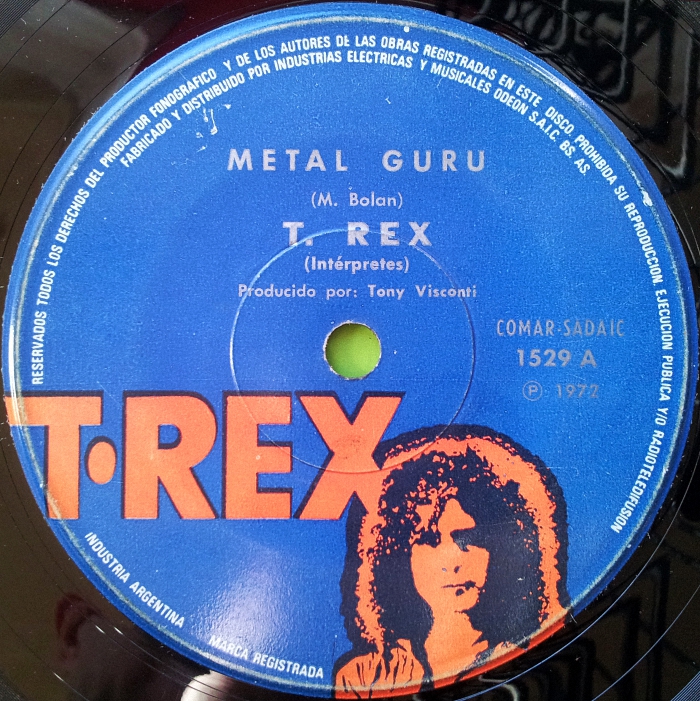 RESERVADOS TODOS LOS DERECHOS DEL PRODUCTOR FONOGRÁFICO Y DE LOS AUTORES DE LAS OBRAS REGISTRADAS EN ESTE DISCO. PROHIBIDA SU REPRODUCCION, EJECUCION PUBLICA Y/O RADIOTELEDIFUSION
FABRICADO Y DISTRIBUIDO POR INDUSTRIAS ELECTRICAS Y MUSICALES ODEON S.A.I.C. BS. AS.
METAL GURU
(M. Bolan)
T. REX
(Intérpretes)
Producido por: Tony Visconti
COMAR-SADAIC
1529 A
Ⓟ 1972
T·REX
INDUSTRIA ARGENTINA
MARCA REGISTRADA